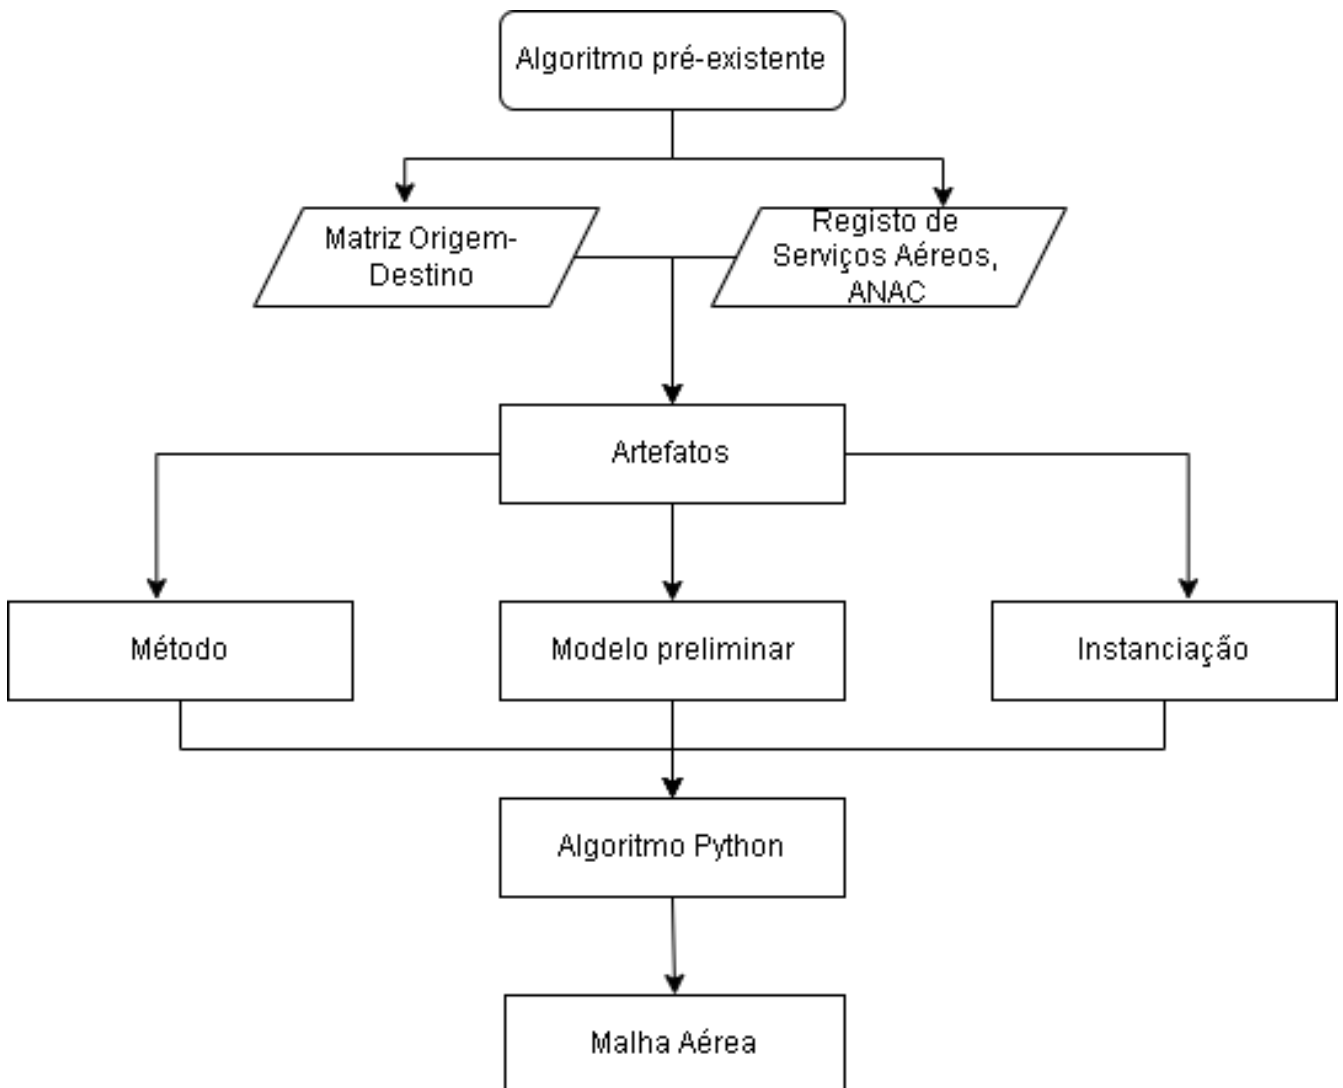 Algoritmo pré-existente
Matriz Origem-
Destino
Registo de
Serviços Aéreos,
ANAC
Artefatos
Método
Modelo preliminar
Instanciação
Algoritmo Python
Malha Aérea